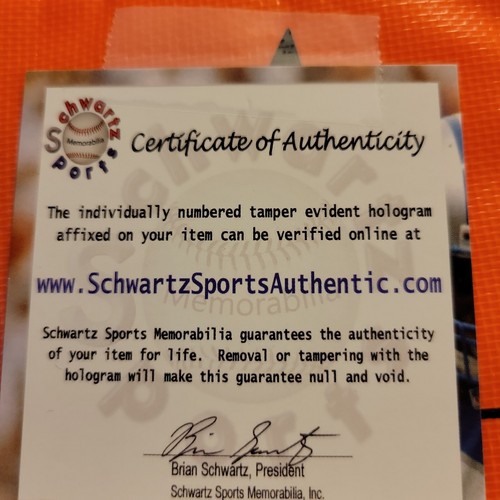 Schwartz
Memorabilia
Sports
Certificate of Authenticity
The individually numbered tamper evident hologram
affixed on your item can be verified online at
www.SchwartzSportsAuthentic.com
Schwartz Sports Memorabilia guarantees the authenticity
of your item for life. Removal or tampering with the
hologram will make this guarantee null and void.
Brian Schwartz, President
Schwartz Sports Memorabilia, Inc.